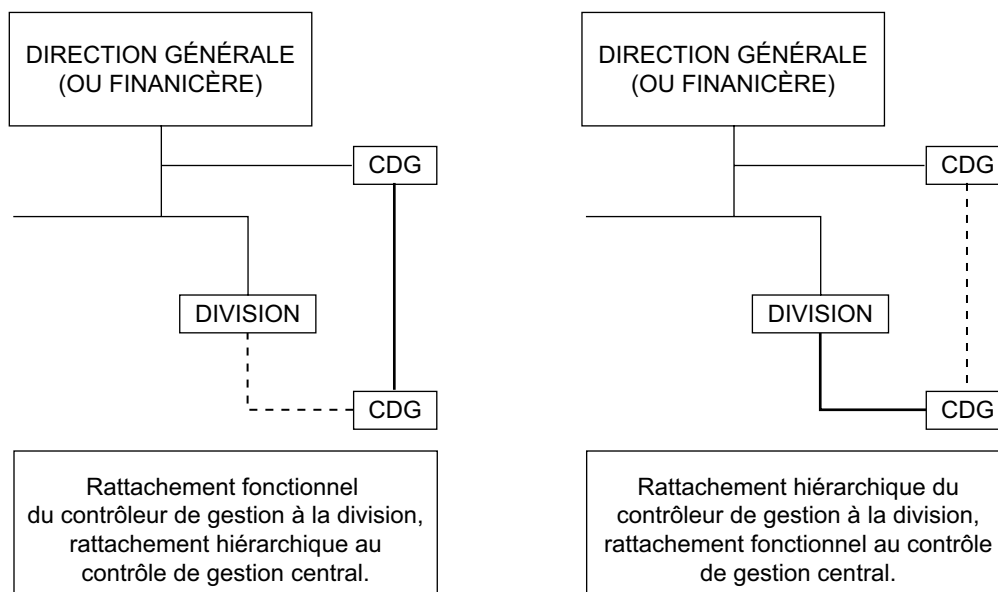 DIRECTION GÉNÉRALE
(OU FINANICÈRE)
CDG
DIVISION
CDG
Rattachement fonctionnel
du contrôleur de gestion à la division,
rattachement hiérarchique au
contrôle de gestion central.
DIRECTION GÉNÉRALE
(OU FINANICÈRE)
CDG
DIVISION
CDG
Rattachement hiérarchique du
contrôleur de gestion à la division,
rattachement fonctionnel au contrôle
de gestion central.